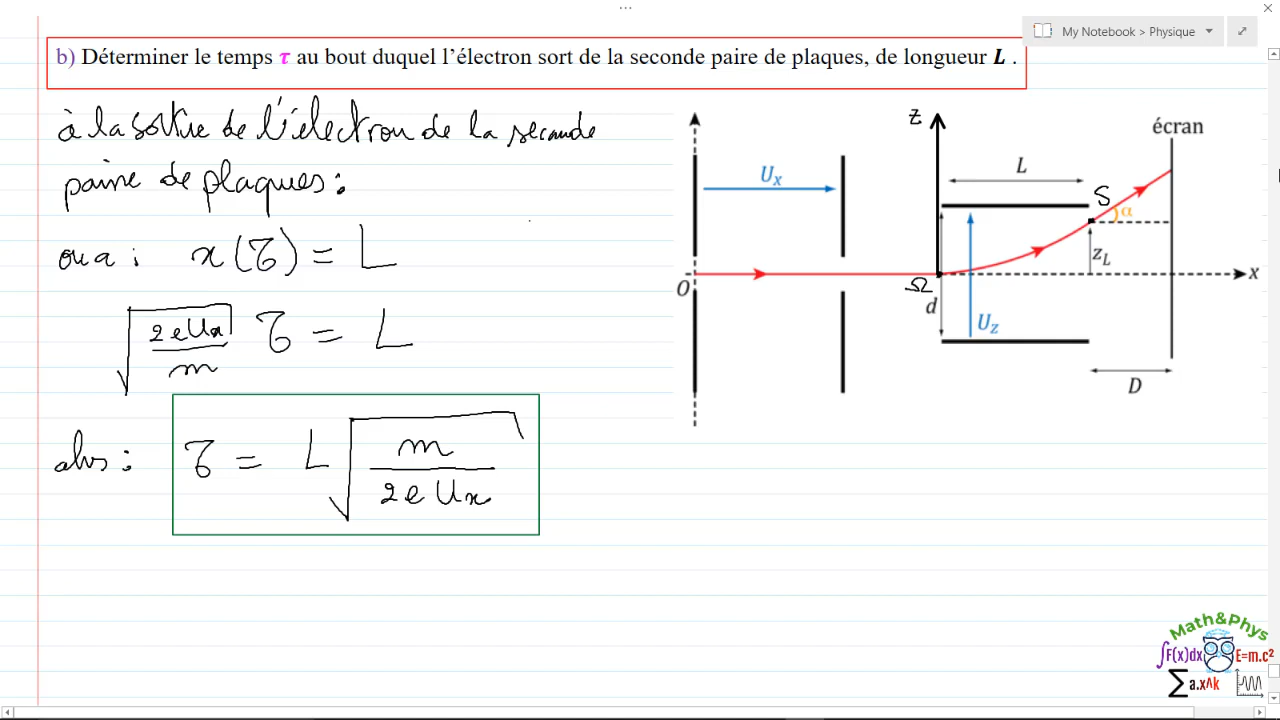 ...
My Notebook > Physique
b) Déterminer le temps τ au bout duquel l'électron sort de la seconde paire de plaques, de longueur L .
à la sortie de l'électron de la seconde
paire de plaques :
on a : x(τ) = L
√(2eUx/m) τ = L
alors : τ = L √(m/2eUx)
z
écran
Ux
L
S
α
zL
O
Ω
x
d
Uz
D
Math&Phys
∫F(x)dx E=m.c²
∑ a.x^k